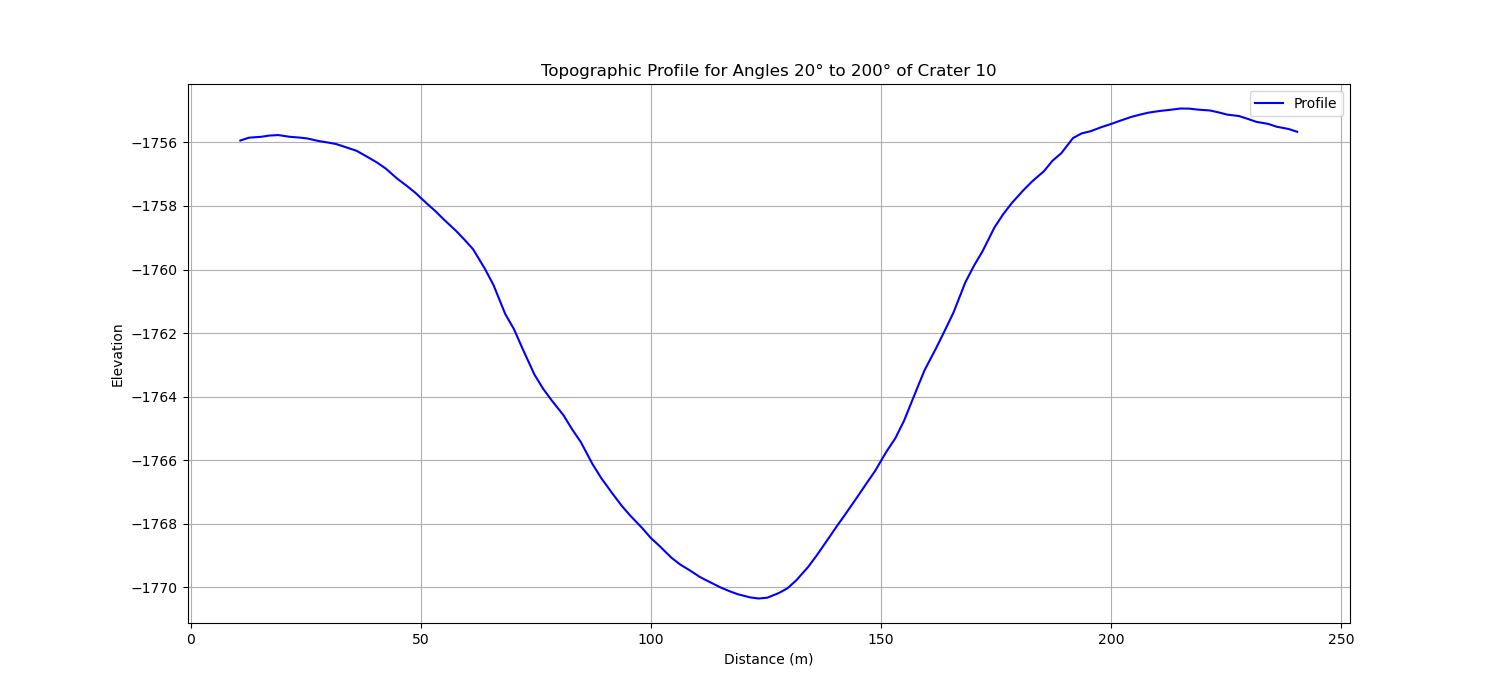 Topographic Profile for Angles 20° to 200° of Crater 10
Profile
−1756
−1758
−1760
−1762
−1764
−1766
−1768
−1770
Elevation
0 50 100 150 200 250
Distance (m)